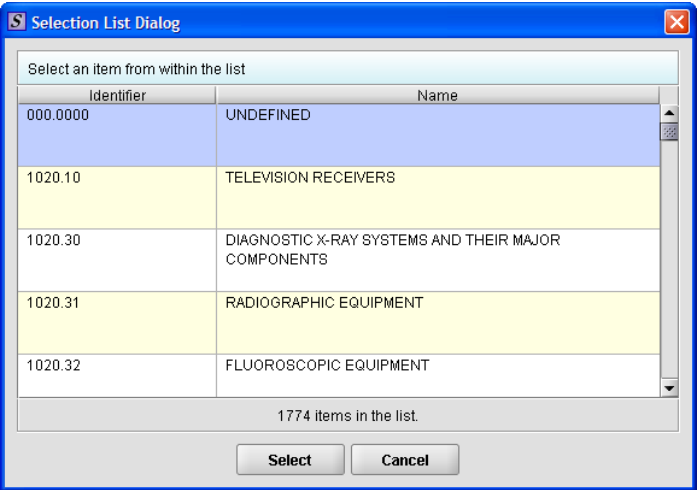 S Selection List Dialog
Select an item from within the list
Identifier Name
000.0000 UNDEFINED
1020.10 TELEVISION RECEIVERS
1020.30 DIAGNOSTIC X-RAY SYSTEMS AND THEIR MAJOR
COMPONENTS
1020.31 RADIOGRAPHIC EQUIPMENT
1020.32 FLUOROSCOPIC EQUIPMENT
1774 items in the list.
Select Cancel